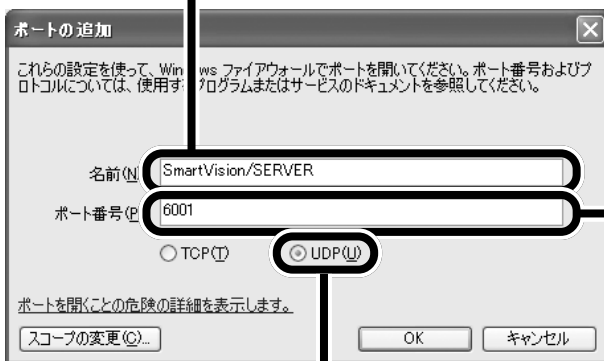 ポートの追加
これらの設定を使って、Windows ファイアウォールでポートを開いてください。ポート番号およびプ
ロトコルについては、使用するプログラムまたはサービスのドキュメントを参照してください。
名前(N)
SmartVision/SERVER
ポート番号(P)
6001
TCP(T)
UDP(U)
ポートを開くことの危険の詳細を表示します。
スコープの変更(C)...
OK
キャンセル